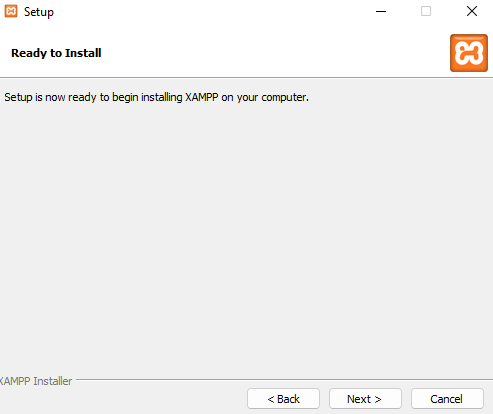 Setup
Ready to Install
Setup is now ready to begin installing XAMPP on your computer.
XAMPP Installer
< Back
Next >
Cancel